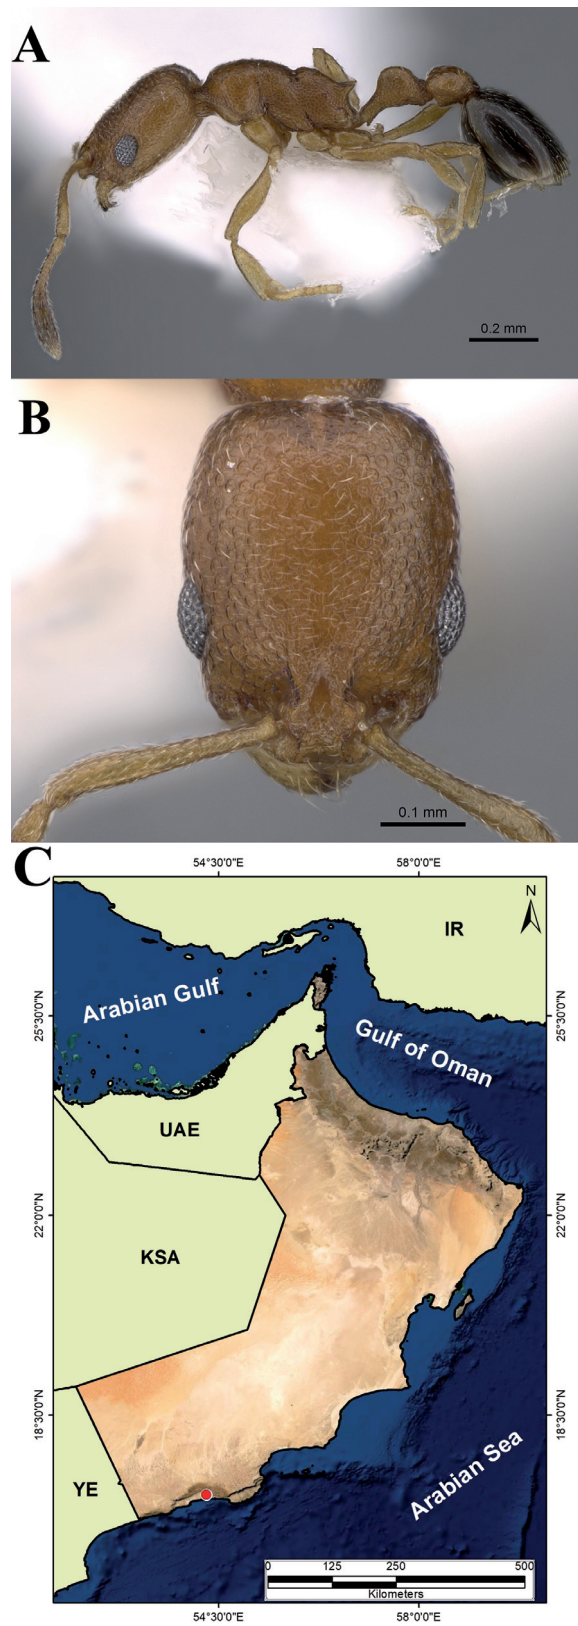 A
0.2 mm
B
0.1 mm
C
54°30'0"E
58°0'0"E
N
IR
Arabian Gulf
25°30'0"N
25°30'0"N
Gulf of Oman
UAE
22°0'0"N
22°0'0"N
KSA
18°30'0"N
18°30'0"N
YE
Arabian Sea
0
125
250
500
Kilometers
54°30'0"E
58°0'0"E